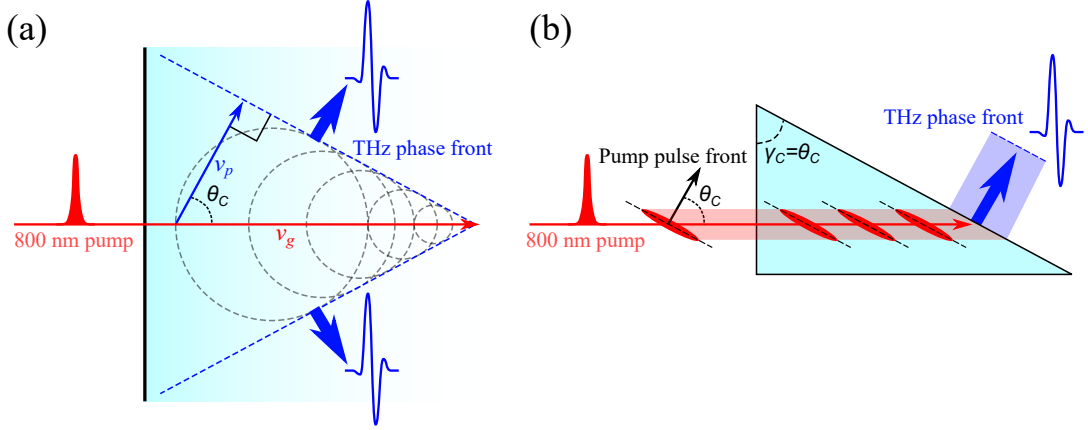 (a)
v_p
θ_C
THz phase front
v_g
800 nm pump
(b)
γ_C=θ_C
Pump pulse front
θ_C
THz phase front
800 nm pump